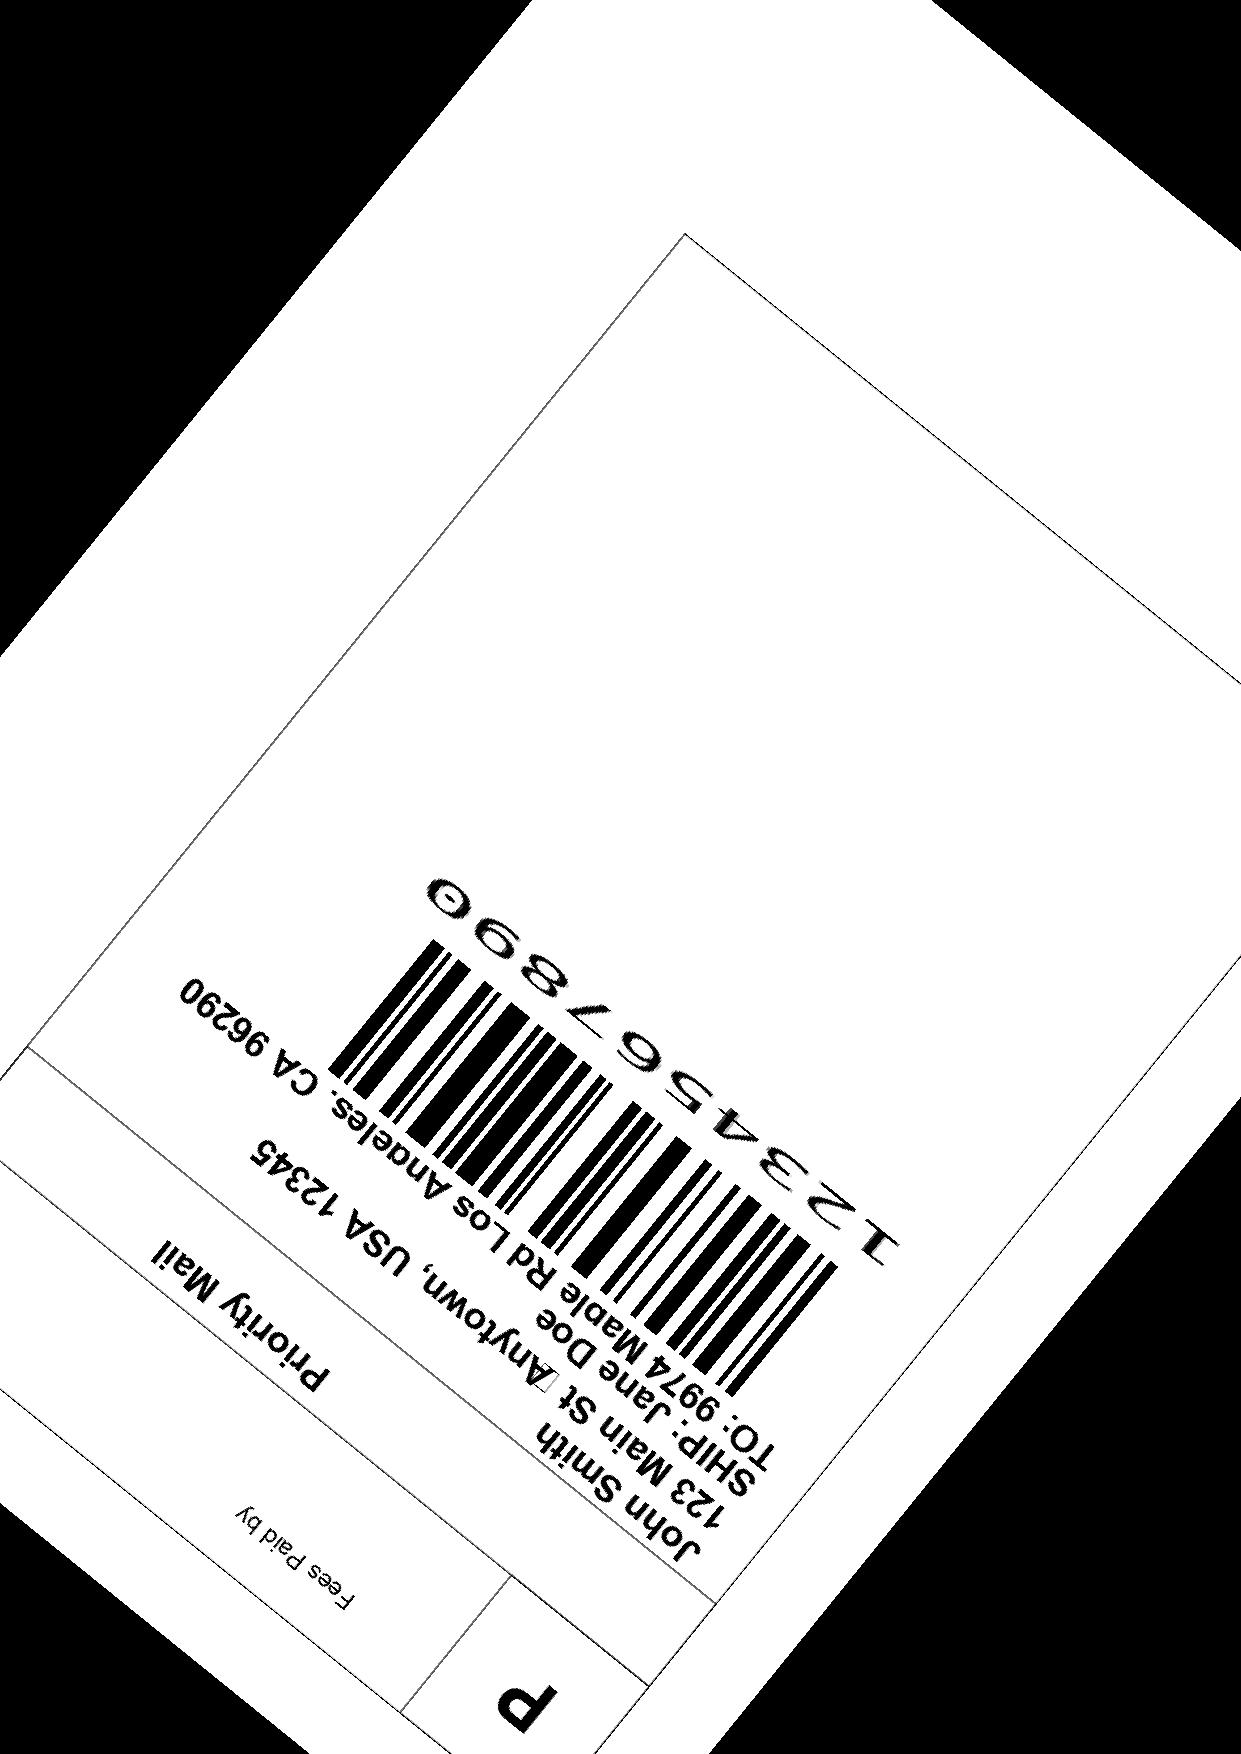 P
Fees Paid by
Priority Mail
John Smith
123 Main St Anytown, USA 12345
SHIP: Jane Doe
TO: 9974 Mable Rd Los Angeles, CA 96290
1234567890